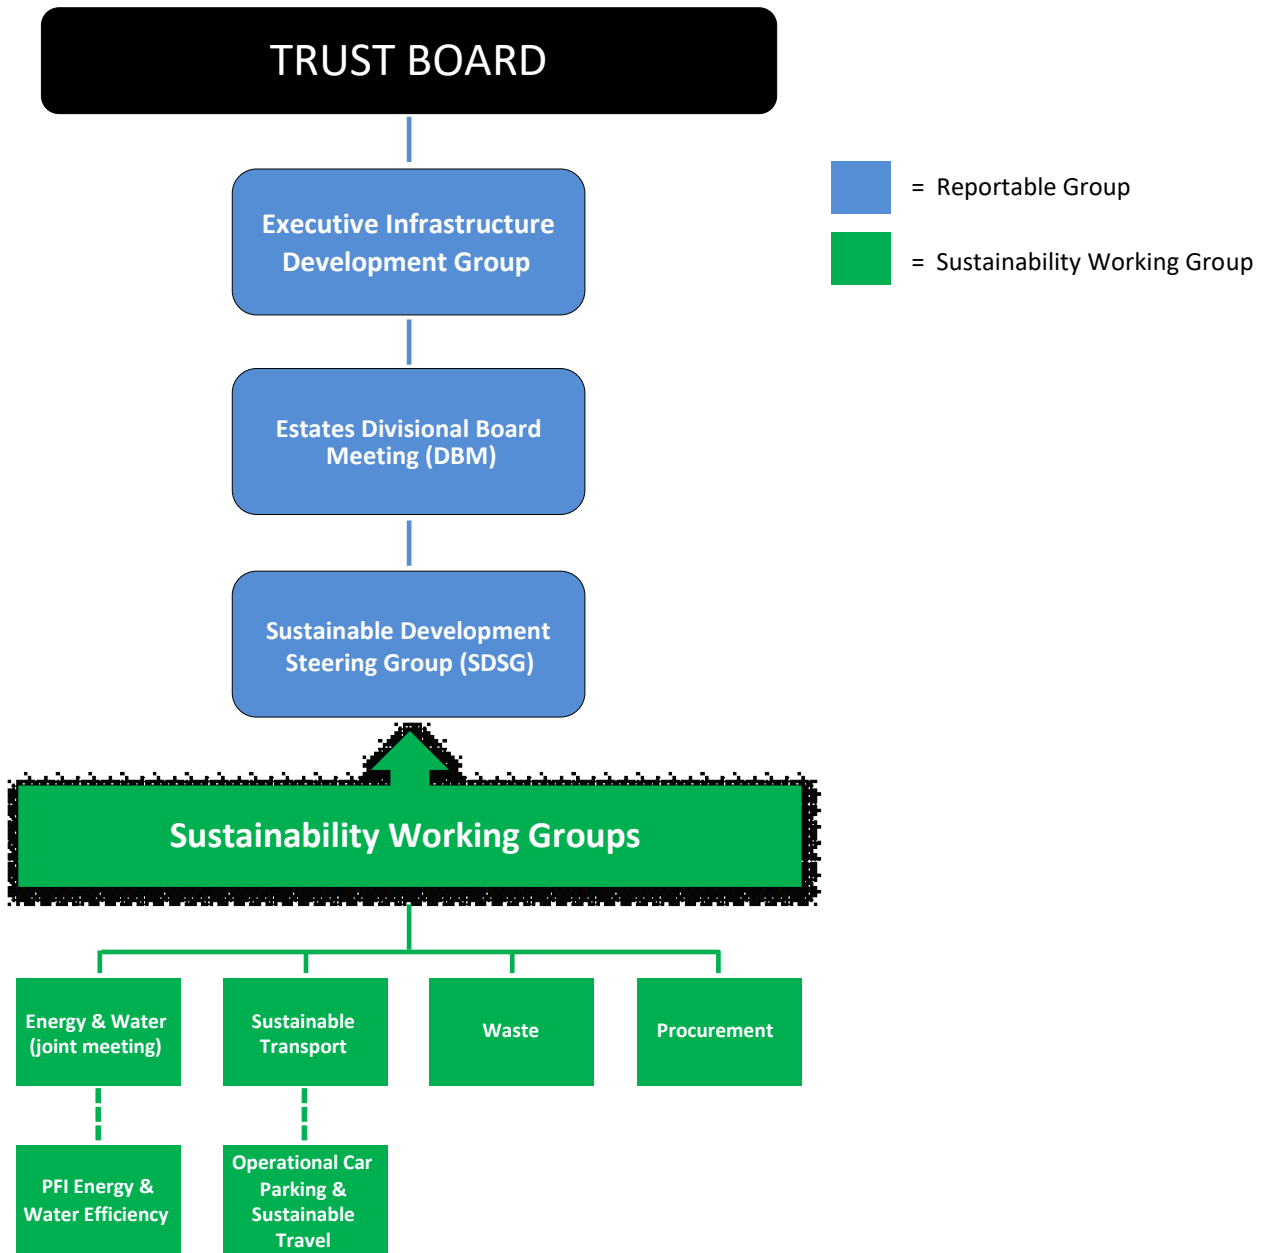 TRUST BOARD
Executive Infrastructure
Development Group
= Reportable Group
= Sustainability Working Group
Estates Divisional Board
Meeting (DBM)
Sustainable Development
Steering Group (SDSG)
Sustainability Working Groups
Energy & Water
(joint meeting)
Sustainable
Transport
Waste
Procurement
PFI Energy &
Water Efficiency
Operational Car
Parking &
Sustainable
Travel